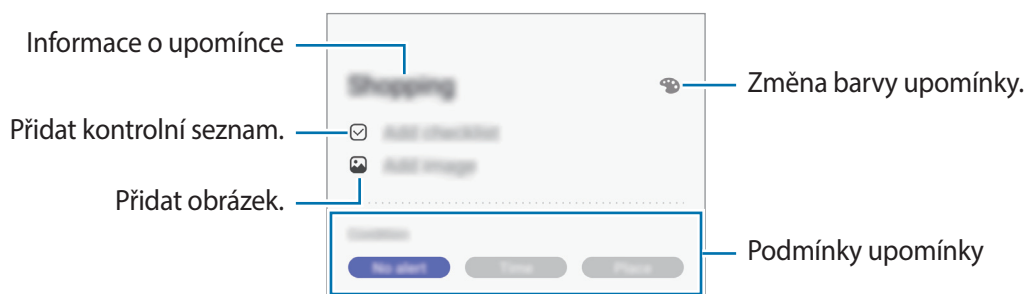 Informace o upomínce
Shopping
Změna barvy upomínky.
Přidat kontrolní seznam.
Add checklist
Add image
Přidat obrázek.
Condition
Podmínky upomínky
No alert
Time
Place